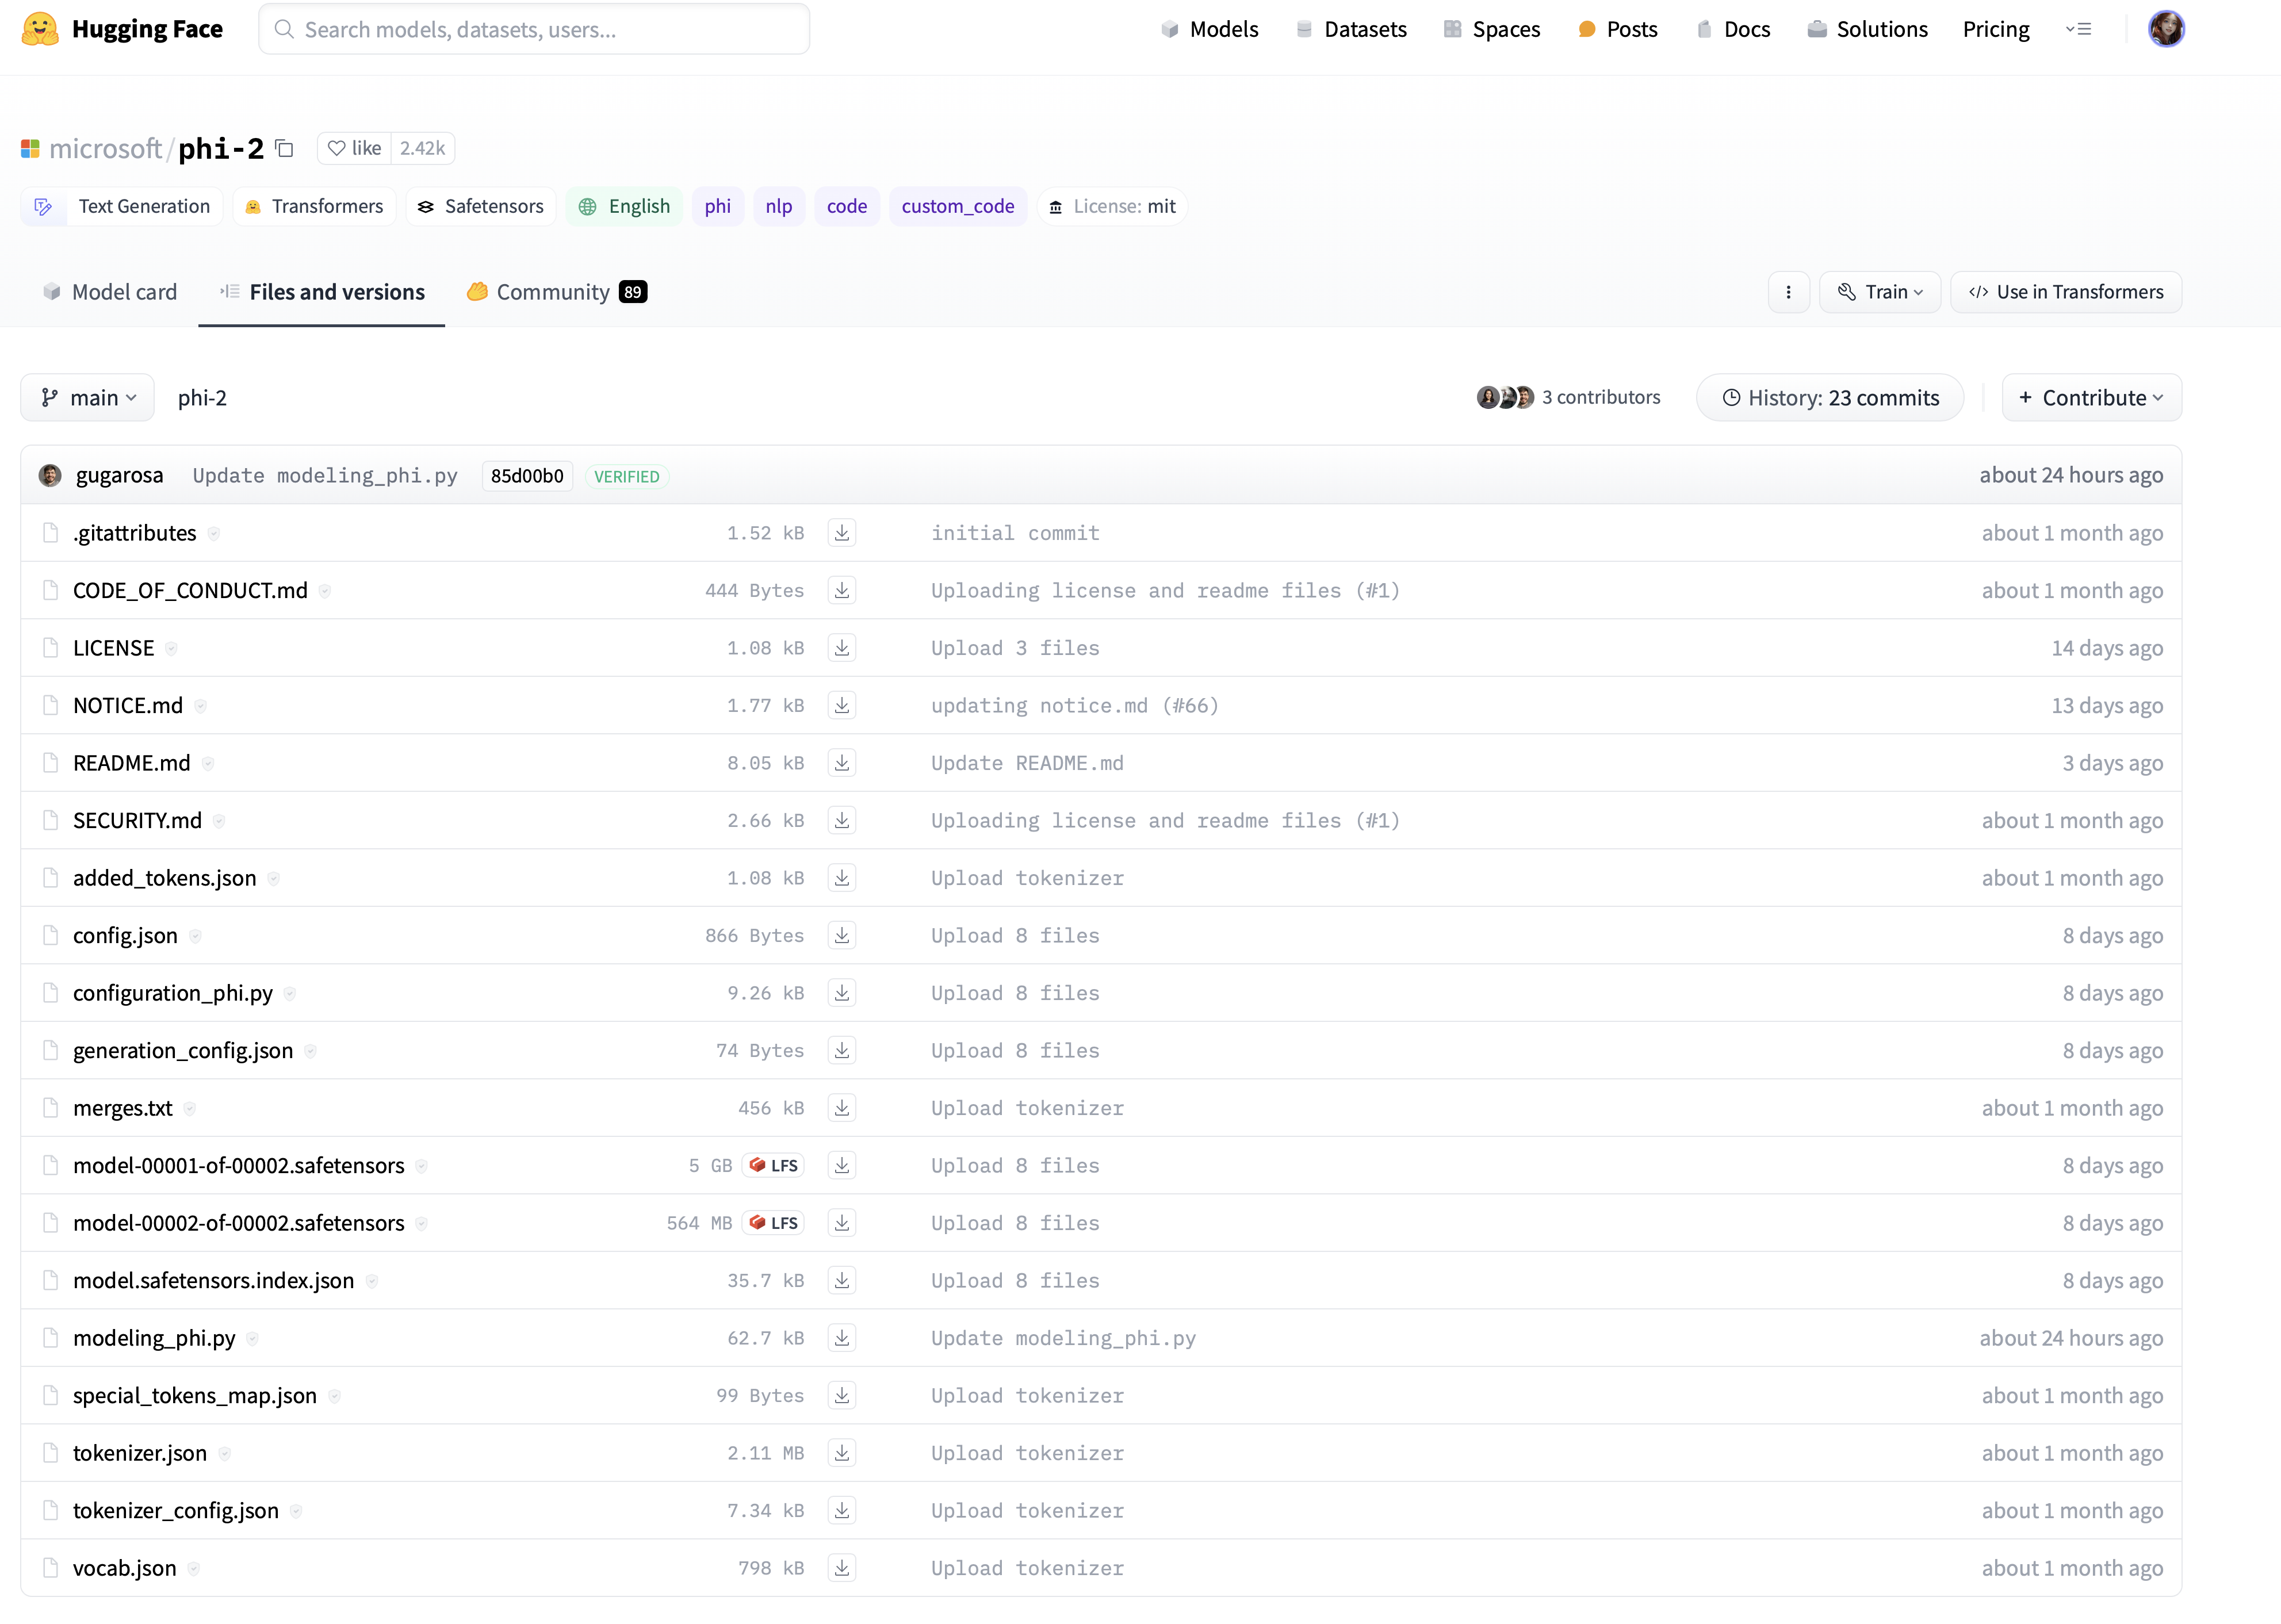 Hugging Face Search models, datasets, users... Models Datasets Spaces Posts Docs Solutions Pricing
microsoft/phi-2 like 2.42k
Text Generation Transformers Safetensors English phi nlp code custom_code License: mit
Model card Files and versions Community 89 Train </> Use in Transformers
main phi-2 3 contributors History: 23 commits + Contribute
gugarosa Update modeling_phi.py 85d00b0 VERIFIED about 24 hours ago
.gitattributes 1.52 kB initial commit about 1 month ago
CODE_OF_CONDUCT.md 444 Bytes Uploading license and readme files (#1) about 1 month ago
LICENSE 1.08 kB Upload 3 files 14 days ago
NOTICE.md 1.77 kB updating notice.md (#66) 13 days ago
README.md 8.05 kB Update README.md 3 days ago
SECURITY.md 2.66 kB Uploading license and readme files (#1) about 1 month ago
added_tokens.json 1.08 kB Upload tokenizer about 1 month ago
config.json 866 Bytes Upload 8 files 8 days ago
configuration_phi.py 9.26 kB Upload 8 files 8 days ago
generation_config.json 74 Bytes Upload 8 files 8 days ago
merges.txt 456 kB Upload tokenizer about 1 month ago
model-00001-of-00002.safetensors 5 GB LFS Upload 8 files 8 days ago
model-00002-of-00002.safetensors 564 MB LFS Upload 8 files 8 days ago
model.safetensors.index.json 35.7 kB Upload 8 files 8 days ago
modeling_phi.py 62.7 kB Update modeling_phi.py about 24 hours ago
special_tokens_map.json 99 Bytes Upload tokenizer about 1 month ago
tokenizer.json 2.11 MB Upload tokenizer about 1 month ago
tokenizer_config.json 7.34 kB Upload tokenizer about 1 month ago
vocab.json 798 kB Upload tokenizer about 1 month ago